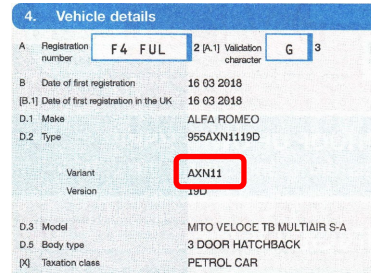 4. Vehicle details
A Registration number F4 FUL 2 [A.1] Validation character G 3
B Date of first registration 16 03 2018
[B.1] Date of first registration in the UK 16 03 2018
D.1 Make ALFA ROMEO
D.2 Type 955AXN1119D
Variant AXN11
Version 19D
D.3 Model MITO VELOCE TB MULTIAIR S-A
D.5 Body type 3 DOOR HATCHBACK
[X] Taxation class PETROL CAR